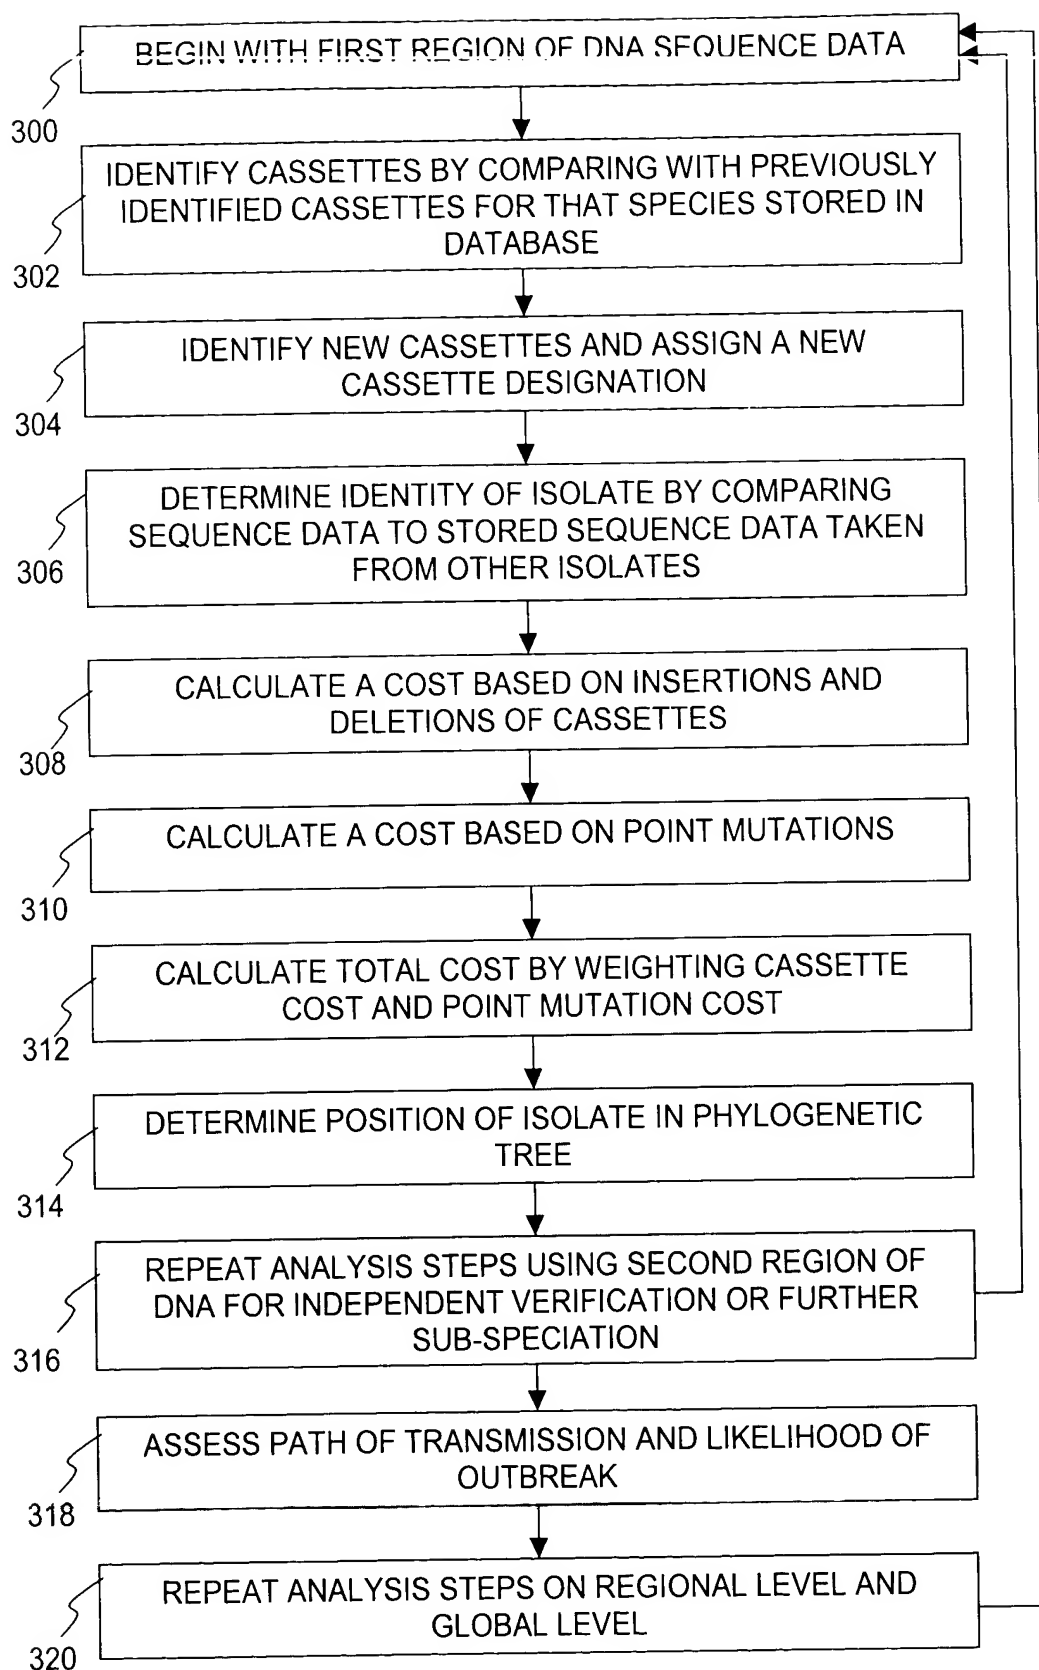 BEGIN WITH FIRST REGION OF DNA SEQUENCE DATA
300
IDENTIFY CASSETTES BY COMPARING WITH PREVIOUSLY
IDENTIFIED CASSETTES FOR THAT SPECIES STORED IN
DATABASE
302
IDENTIFY NEW CASSETTES AND ASSIGN A NEW
CASSETTE DESIGNATION
304
DETERMINE IDENTITY OF ISOLATE BY COMPARING
SEQUENCE DATA TO STORED SEQUENCE DATA TAKEN
FROM OTHER ISOLATES
306
CALCULATE A COST BASED ON INSERTIONS AND
DELETIONS OF CASSETTES
308
CALCULATE A COST BASED ON POINT MUTATIONS
310
CALCULATE TOTAL COST BY WEIGHTING CASSETTE
COST AND POINT MUTATION COST
312
DETERMINE POSITION OF ISOLATE IN PHYLOGENETIC
TREE
314
REPEAT ANALYSIS STEPS USING SECOND REGION OF
DNA FOR INDEPENDENT VERIFICATION OR FURTHER
SUB-SPECIATION
316
ASSESS PATH OF TRANSMISSION AND LIKELIHOOD OF
OUTBREAK
318
REPEAT ANALYSIS STEPS ON REGIONAL LEVEL AND
GLOBAL LEVEL
320